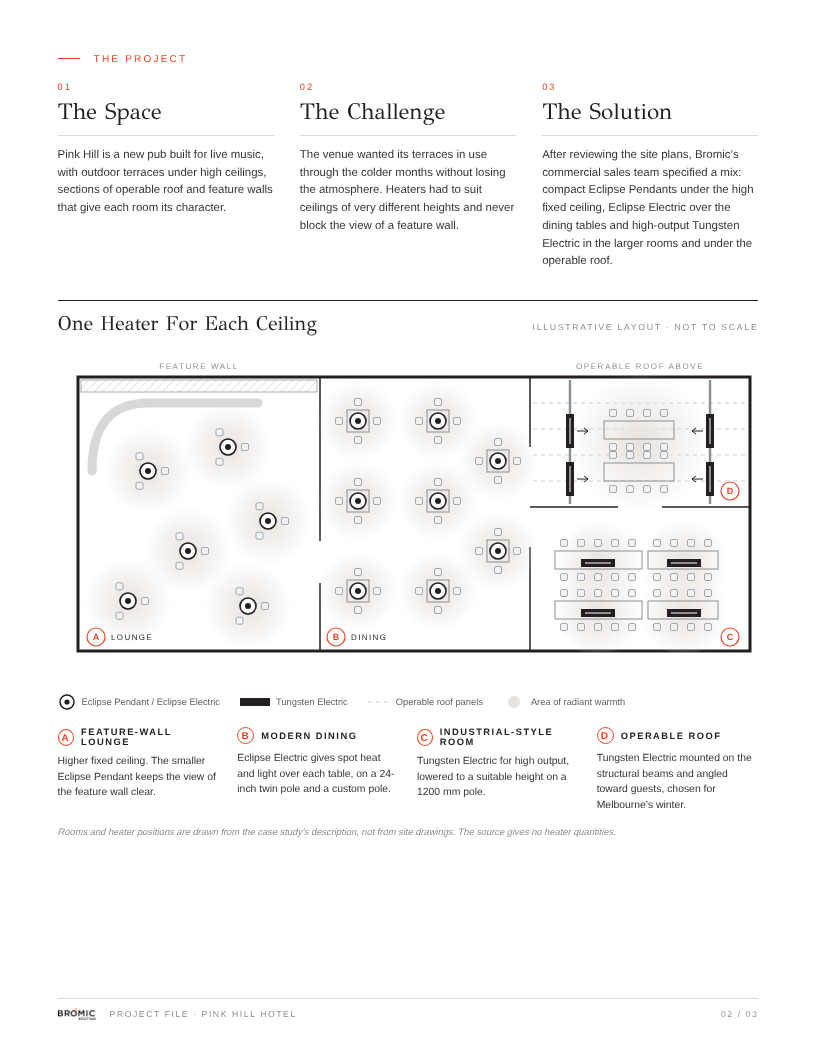 THE PROJECT
01
The Space
Pink Hill is a new pub built for live music,
with outdoor terraces under high ceilings,
sections of operable roof and feature walls
that give each room its character.
02
The Challenge
The venue wanted its terraces in use
through the colder months without losing
the atmosphere. Heaters had to suit
ceilings of very different heights and never
block the view of a feature wall.
03
The Solution
After reviewing the site plans, Bromic's
commercial sales team specified a mix:
compact Eclipse Pendants under the high
fixed ceiling, Eclipse Electric over the
dining tables and high-output Tungsten
Electric in the larger rooms and under the
operable roof.
One Heater For Each Ceiling
ILLUSTRATIVE LAYOUT · NOT TO SCALE
FEATURE WALL
OPERABLE ROOF ABOVE
D
A LOUNGE
B DINING
C
Eclipse Pendant / Eclipse Electric
Tungsten Electric
Operable roof panels
Area of radiant warmth
A FEATURE-WALL
LOUNGE
Higher fixed ceiling. The smaller
Eclipse Pendant keeps the view of
the feature wall clear.
B MODERN DINING
Eclipse Electric gives spot heat
and light over each table, on a 24-
inch twin pole and a custom pole.
C INDUSTRIAL-STYLE
ROOM
Tungsten Electric for high output,
lowered to a suitable height on a
1200 mm pole.
D OPERABLE ROOF
Tungsten Electric mounted on the
structural beams and angled
toward guests, chosen for
Melbourne's winter.
Rooms and heater positions are drawn from the case study's description, not from site drawings. The source gives no heater quantities.
BROMIC
HEATING
PROJECT FILE · PINK HILL HOTEL
02 / 03